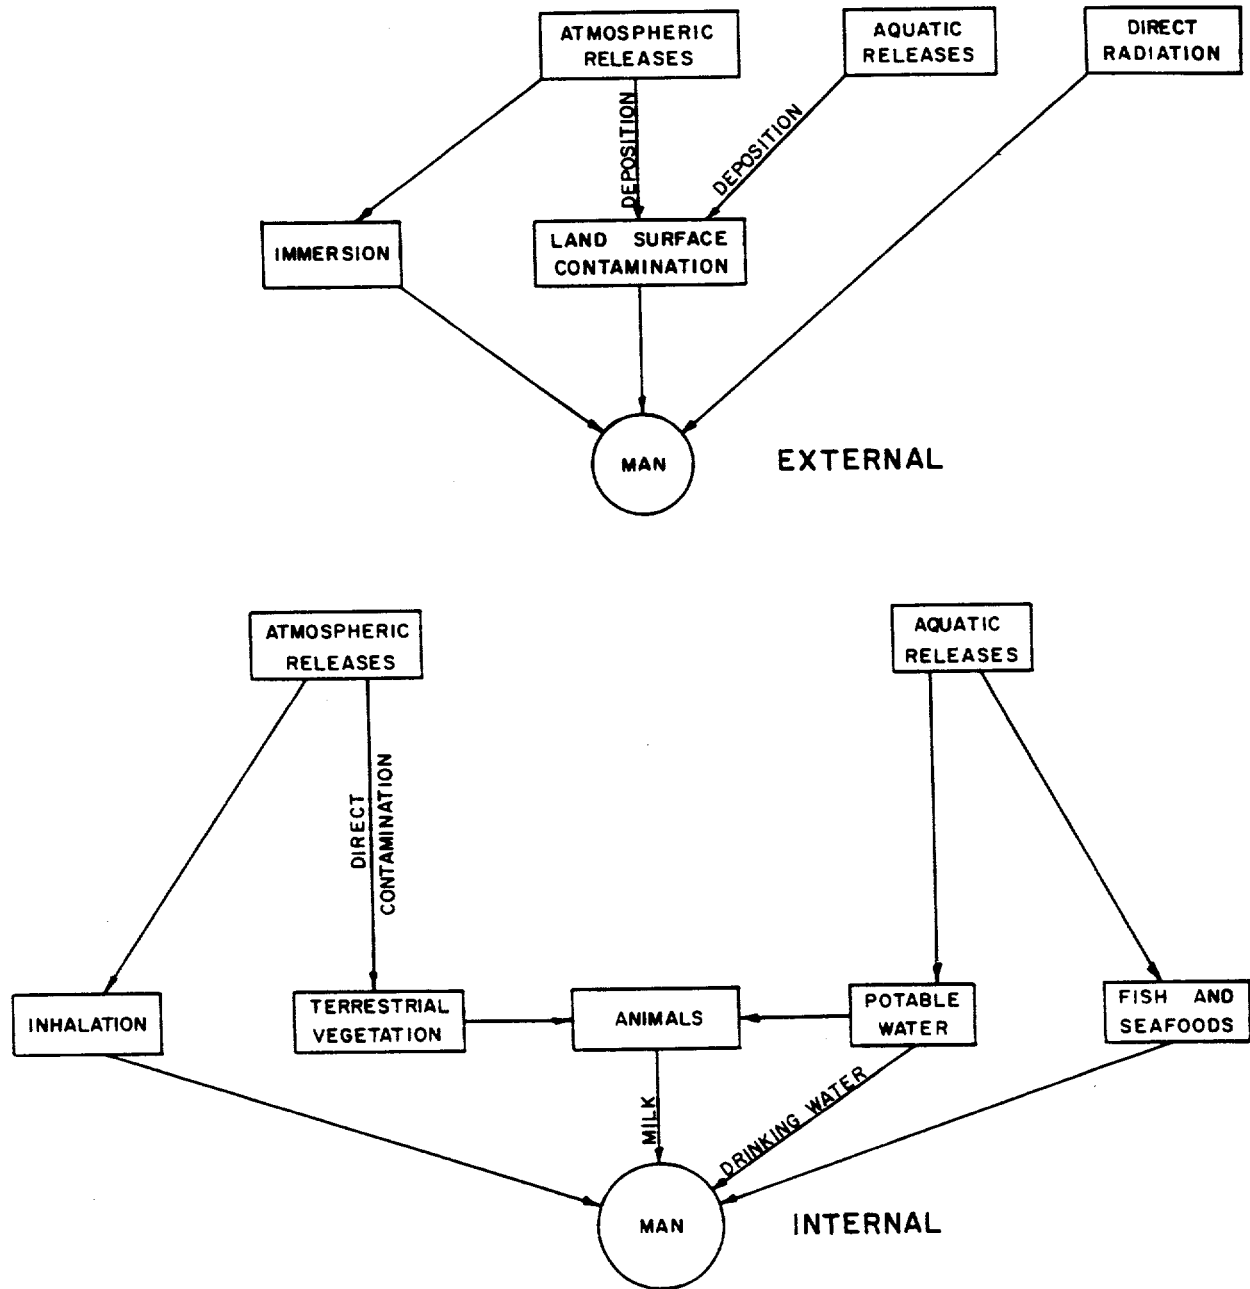 ATMOSPHERIC
RELEASES
AQUATIC
RELEASES
DIRECT
RADIATION
DEPOSITION
DEPOSITION
IMMERSION
LAND SURFACE
CONTAMINATION
MAN
EXTERNAL
ATMOSPHERIC
RELEASES
AQUATIC
RELEASES
DIRECT
CONTAMINATION
INHALATION
TERRESTRIAL
VEGETATION
ANIMALS
POTABLE
WATER
FISH AND
SEAFOODS
MILK
DRINKING WATER
MAN
INTERNAL